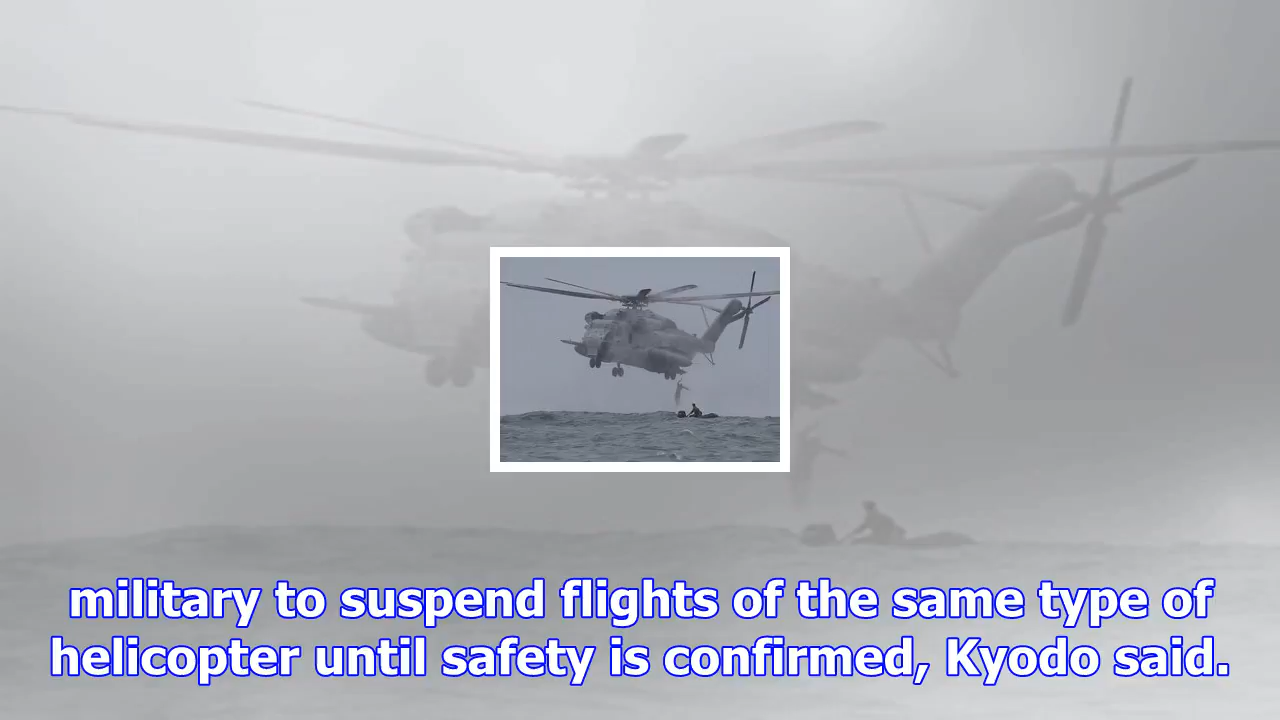 military to suspend flights of the same type of
helicopter until safety is confirmed, Kyodo said.